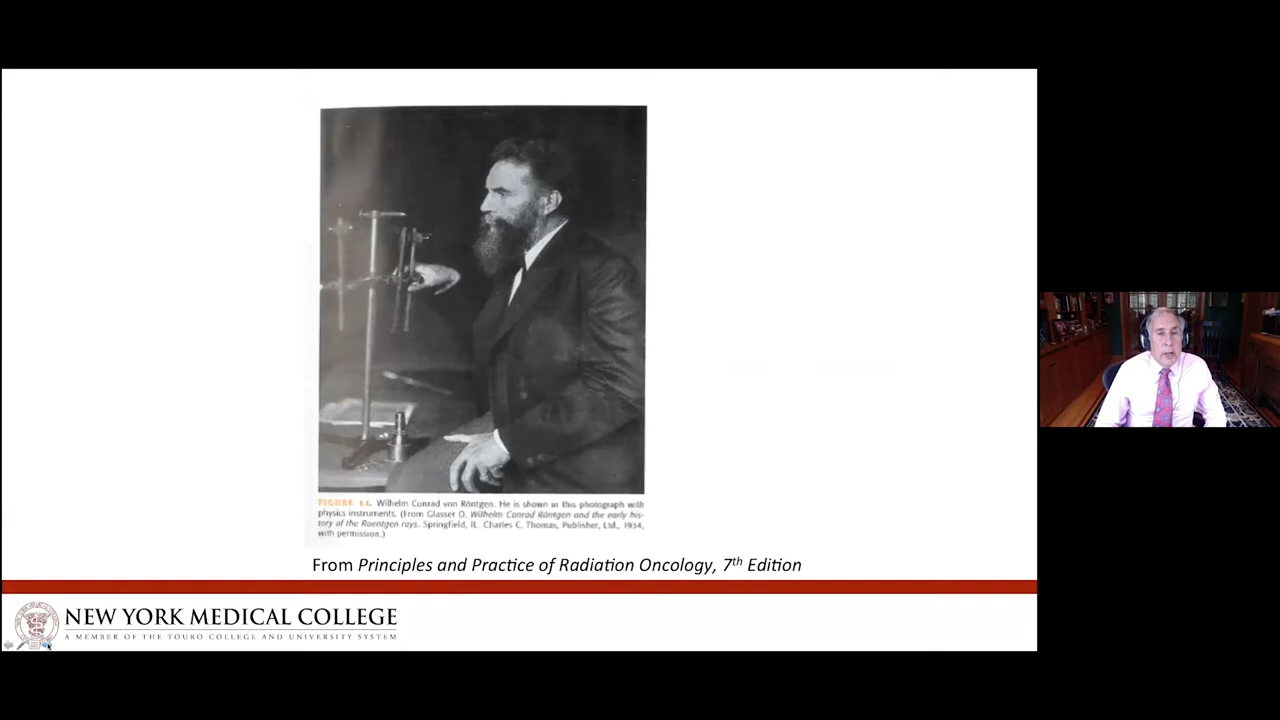 FIGURE 1.1. Wilhelm Conrad von Röntgen. He is shown in this photograph with
physics instruments. (From Glasser O. Wilhelm Conrad Röntgen and the early his-
tory of the Roentgen rays. Springfield, IL: Charles C. Thomas, Publisher, Ltd., 1934,
with permission.)
From Principles and Practice of Radiation Oncology, 7th Edition
NEW YORK MEDICAL COLLEGE
A MEMBER OF THE TOURO COLLEGE AND UNIVERSITY SYSTEM